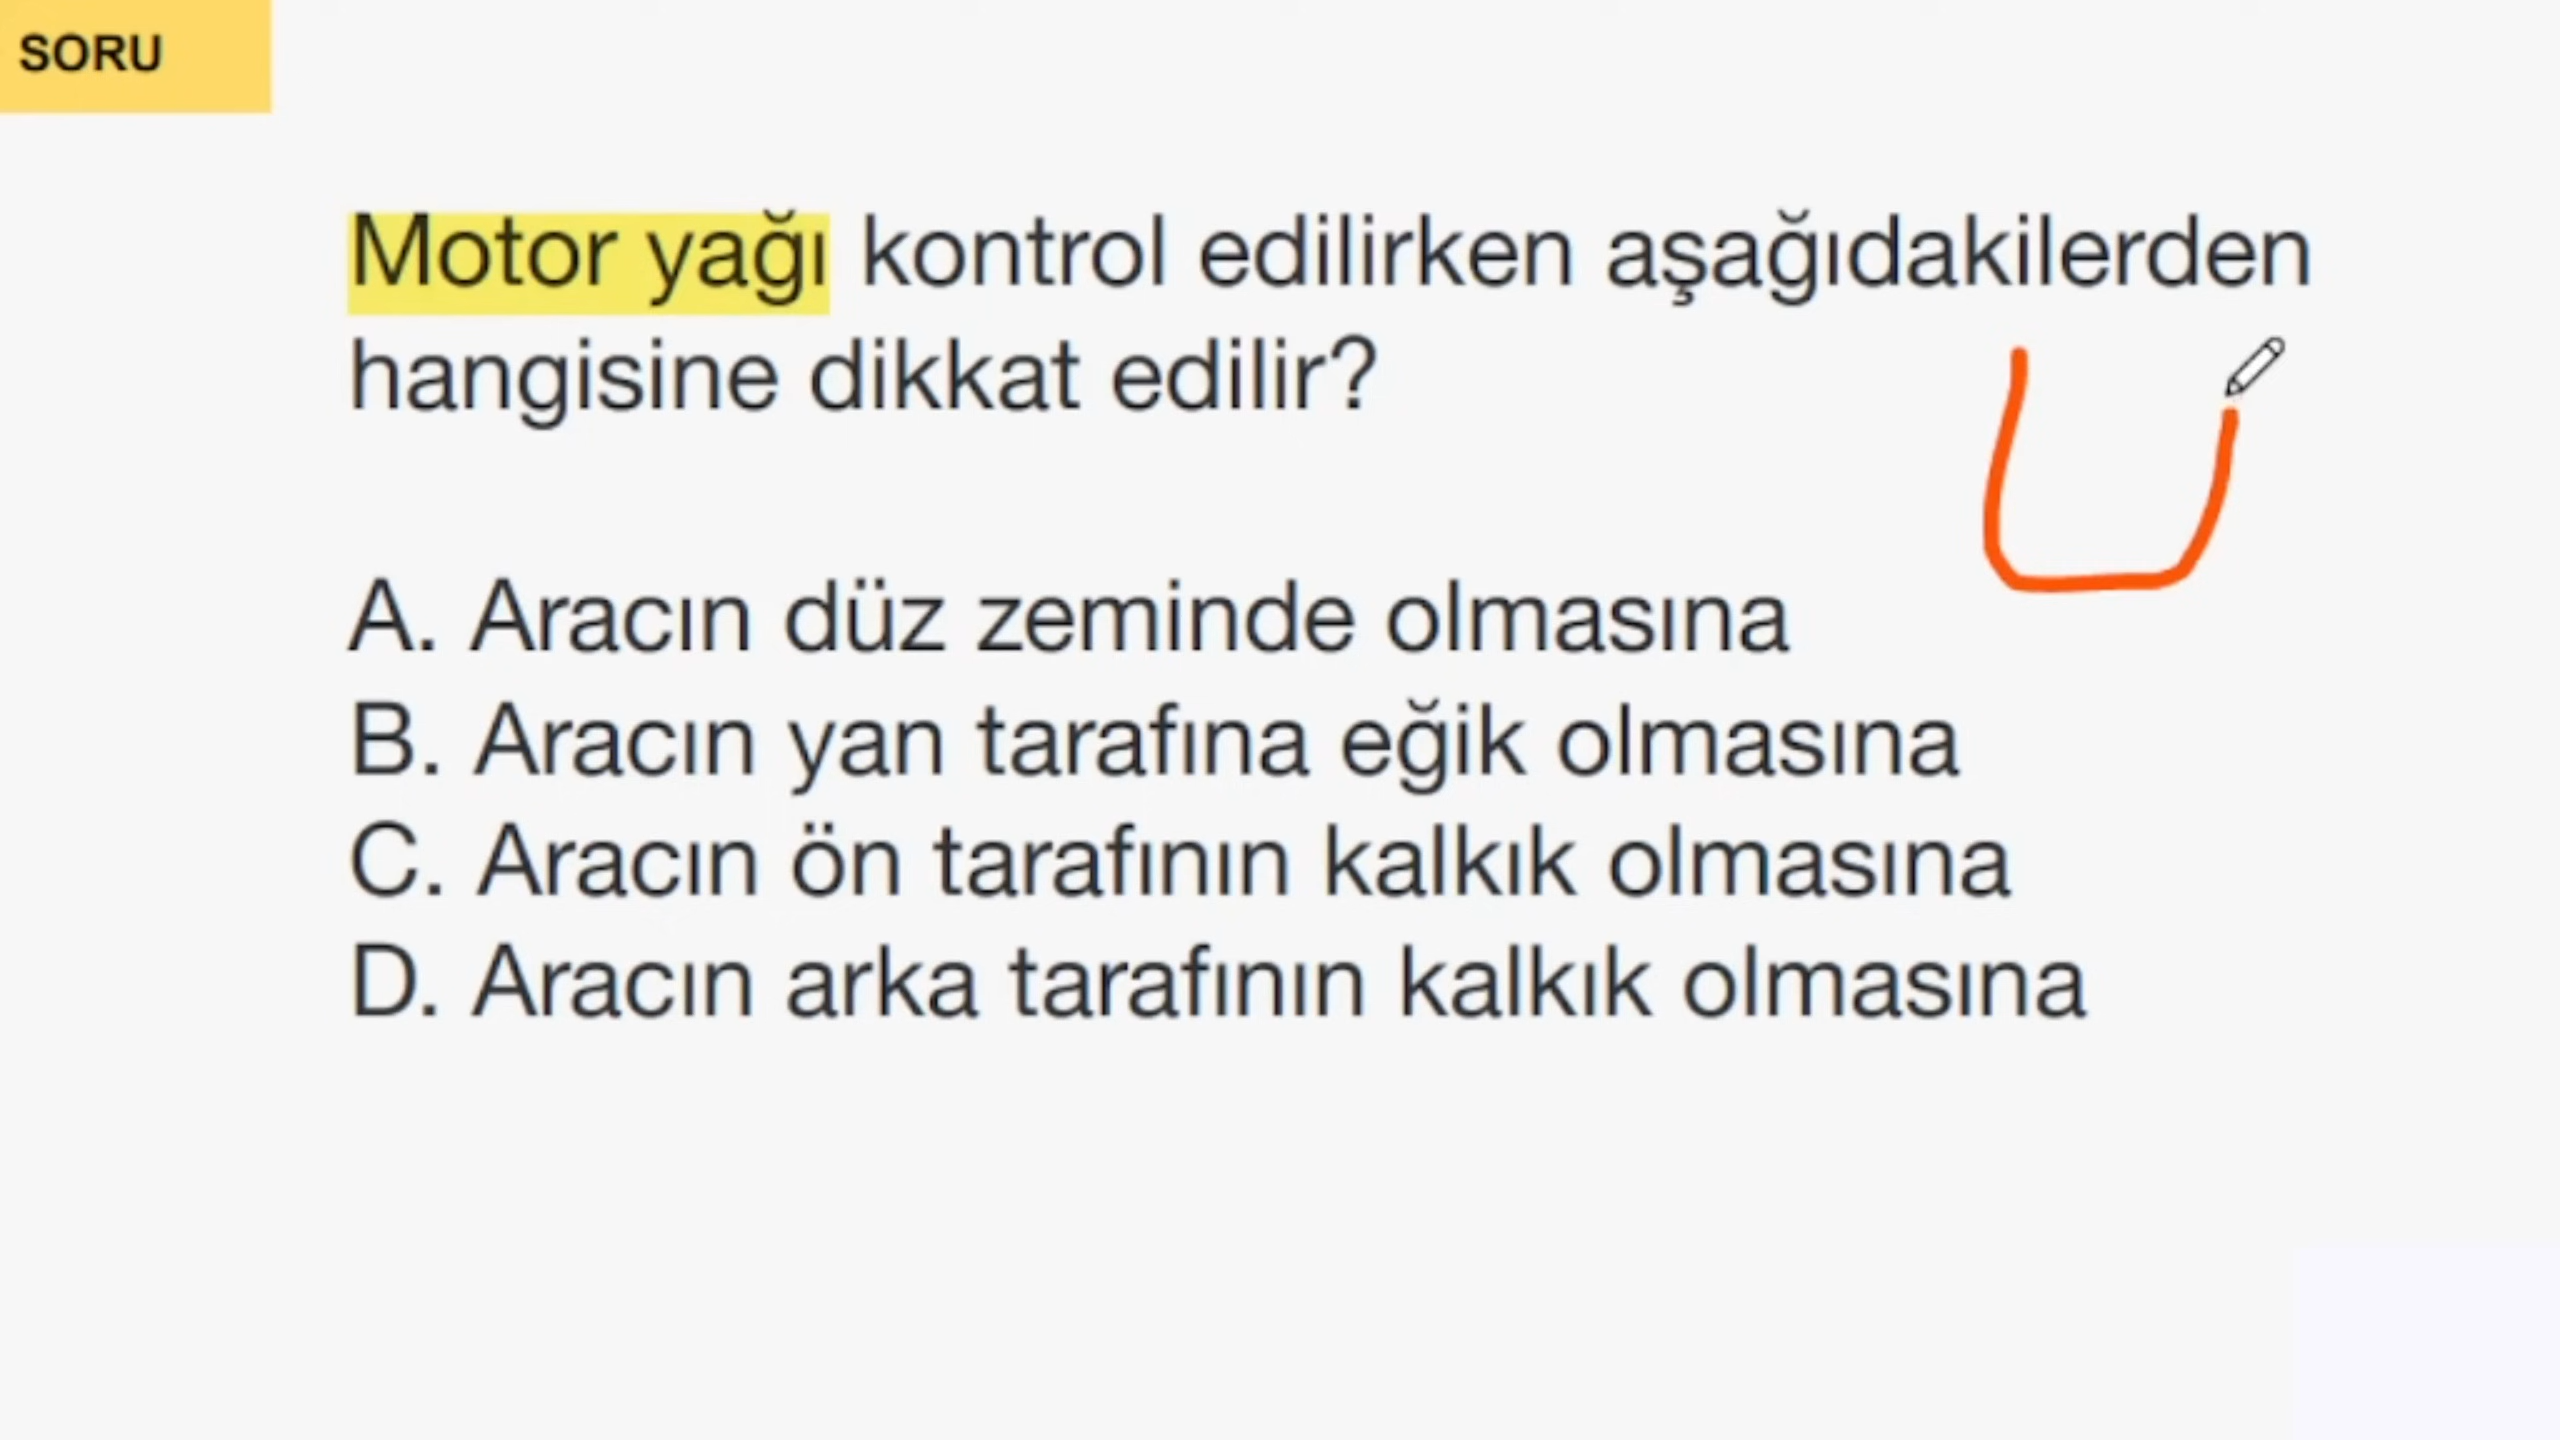 SORU
Motor yağı kontrol edilirken aşağıdakilerden
hangisine dikkat edilir?
A. Aracın düz zeminde olmasına
B. Aracın yan tarafına eğik olmasına
C. Aracın ön tarafının kalkık olmasına
D. Aracın arka tarafının kalkık olmasına